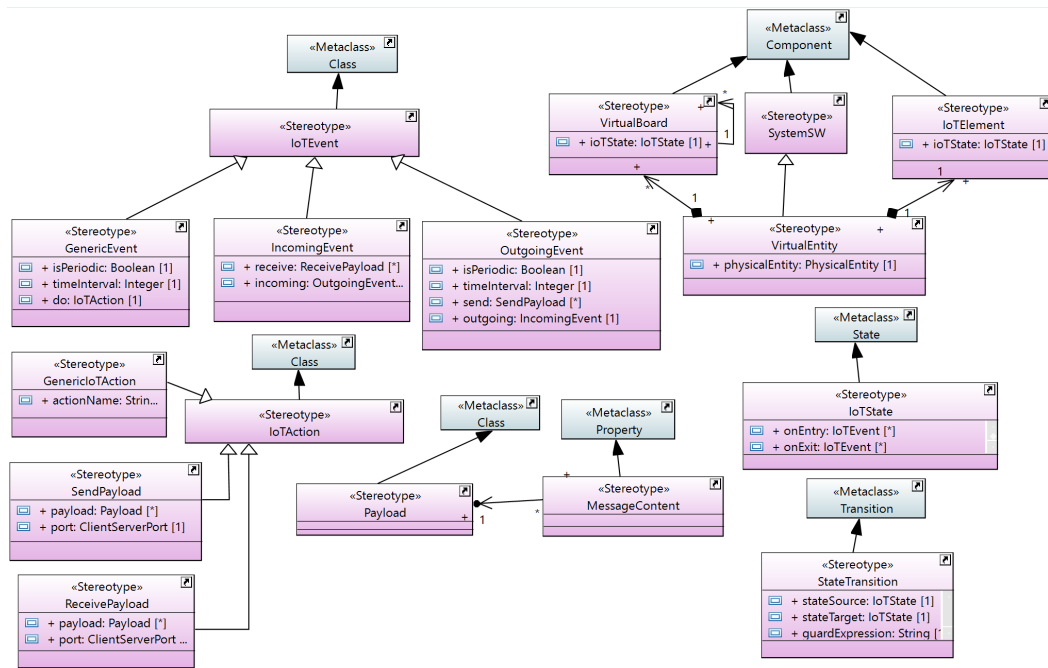 «Metaclass»
Class
«Metaclass»
Component
«Stereotype»
IoTEvent
«Stereotype»
VirtualBoard
+ ioTState: IoTState [1]
«Stereotype»
SystemSW
«Stereotype»
IoTElement
+ ioTState: IoTState [1]
+
*
1
+
+
*
1
+
1
+
1
+
«Stereotype»
GenericEvent
+ isPeriodic: Boolean [1]
+ timeInterval: Integer [1]
+ do: IoTAction [1]
«Stereotype»
IncomingEvent
+ receive: ReceivePayload [*]
+ incoming: OutgoingEvent...
«Stereotype»
OutgoingEvent
+ isPeriodic: Boolean [1]
+ timeInterval: Integer [1]
+ send: SendPayload [*]
+ outgoing: IncomingEvent [1]
«Stereotype»
VirtualEntity
+ physicalEntity: PhysicalEntity [1]
«Metaclass»
State
«Metaclass»
Class
«Stereotype»
GenericIoTAction
+ actionName: Strin...
«Stereotype»
IoTAction
«Metaclass»
Class
«Metaclass»
Property
«Stereotype»
IoTState
+ onEntry: IoTEvent [*]
+ onExit: IoTEvent [*]
«Stereotype»
SendPayload
+ payload: Payload [*]
+ port: ClientServerPort [1]
«Stereotype»
Payload
+
1
*
+
«Stereotype»
MessageContent
«Metaclass»
Transition
«Stereotype»
ReceivePayload
+ payload: Payload [*]
+ port: ClientServerPort ...
«Stereotype»
StateTransition
+ stateSource: IoTState [1]
+ stateTarget: IoTState [1]
+ guardExpression: String [